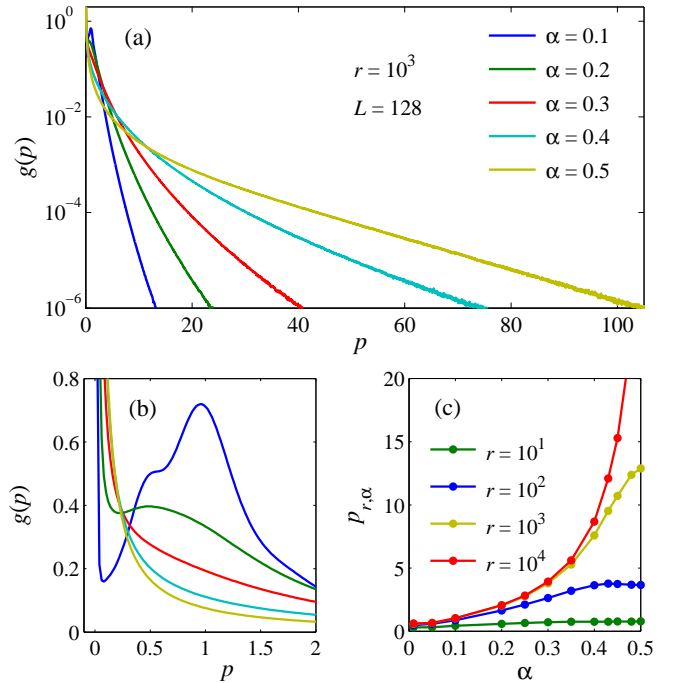 (a)
g(p)
10^0
10^-2
10^-4
10^-6
r = 10^3
L = 128
α = 0.1
α = 0.2
α = 0.3
α = 0.4
α = 0.5
0 20 40 60 80 100
p
(b)
g(p)
0.8
0.6
0.4
0.2
0
0 0.5 1 1.5 2
p
(c)
p_r,α
20
15
10
5
0
r = 10^1
r = 10^2
r = 10^3
r = 10^4
0 0.1 0.2 0.3 0.4 0.5
α